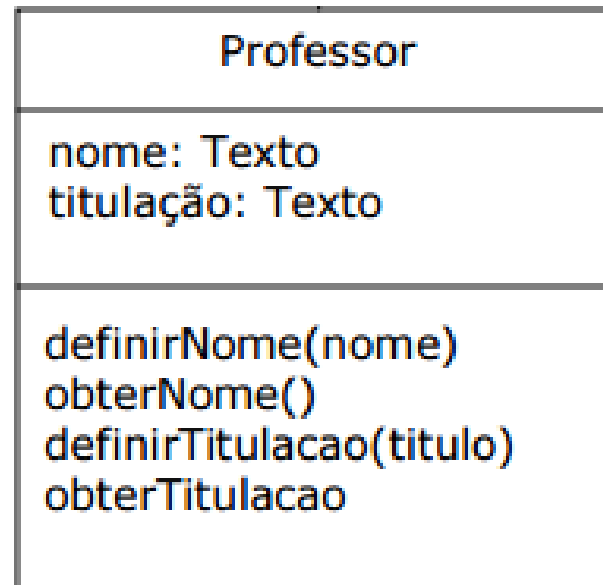 Professor
nome: Texto
titulação: Texto
definirNome(nome)
obterNome()
definirTitulacao(titulo)
obterTitulacao